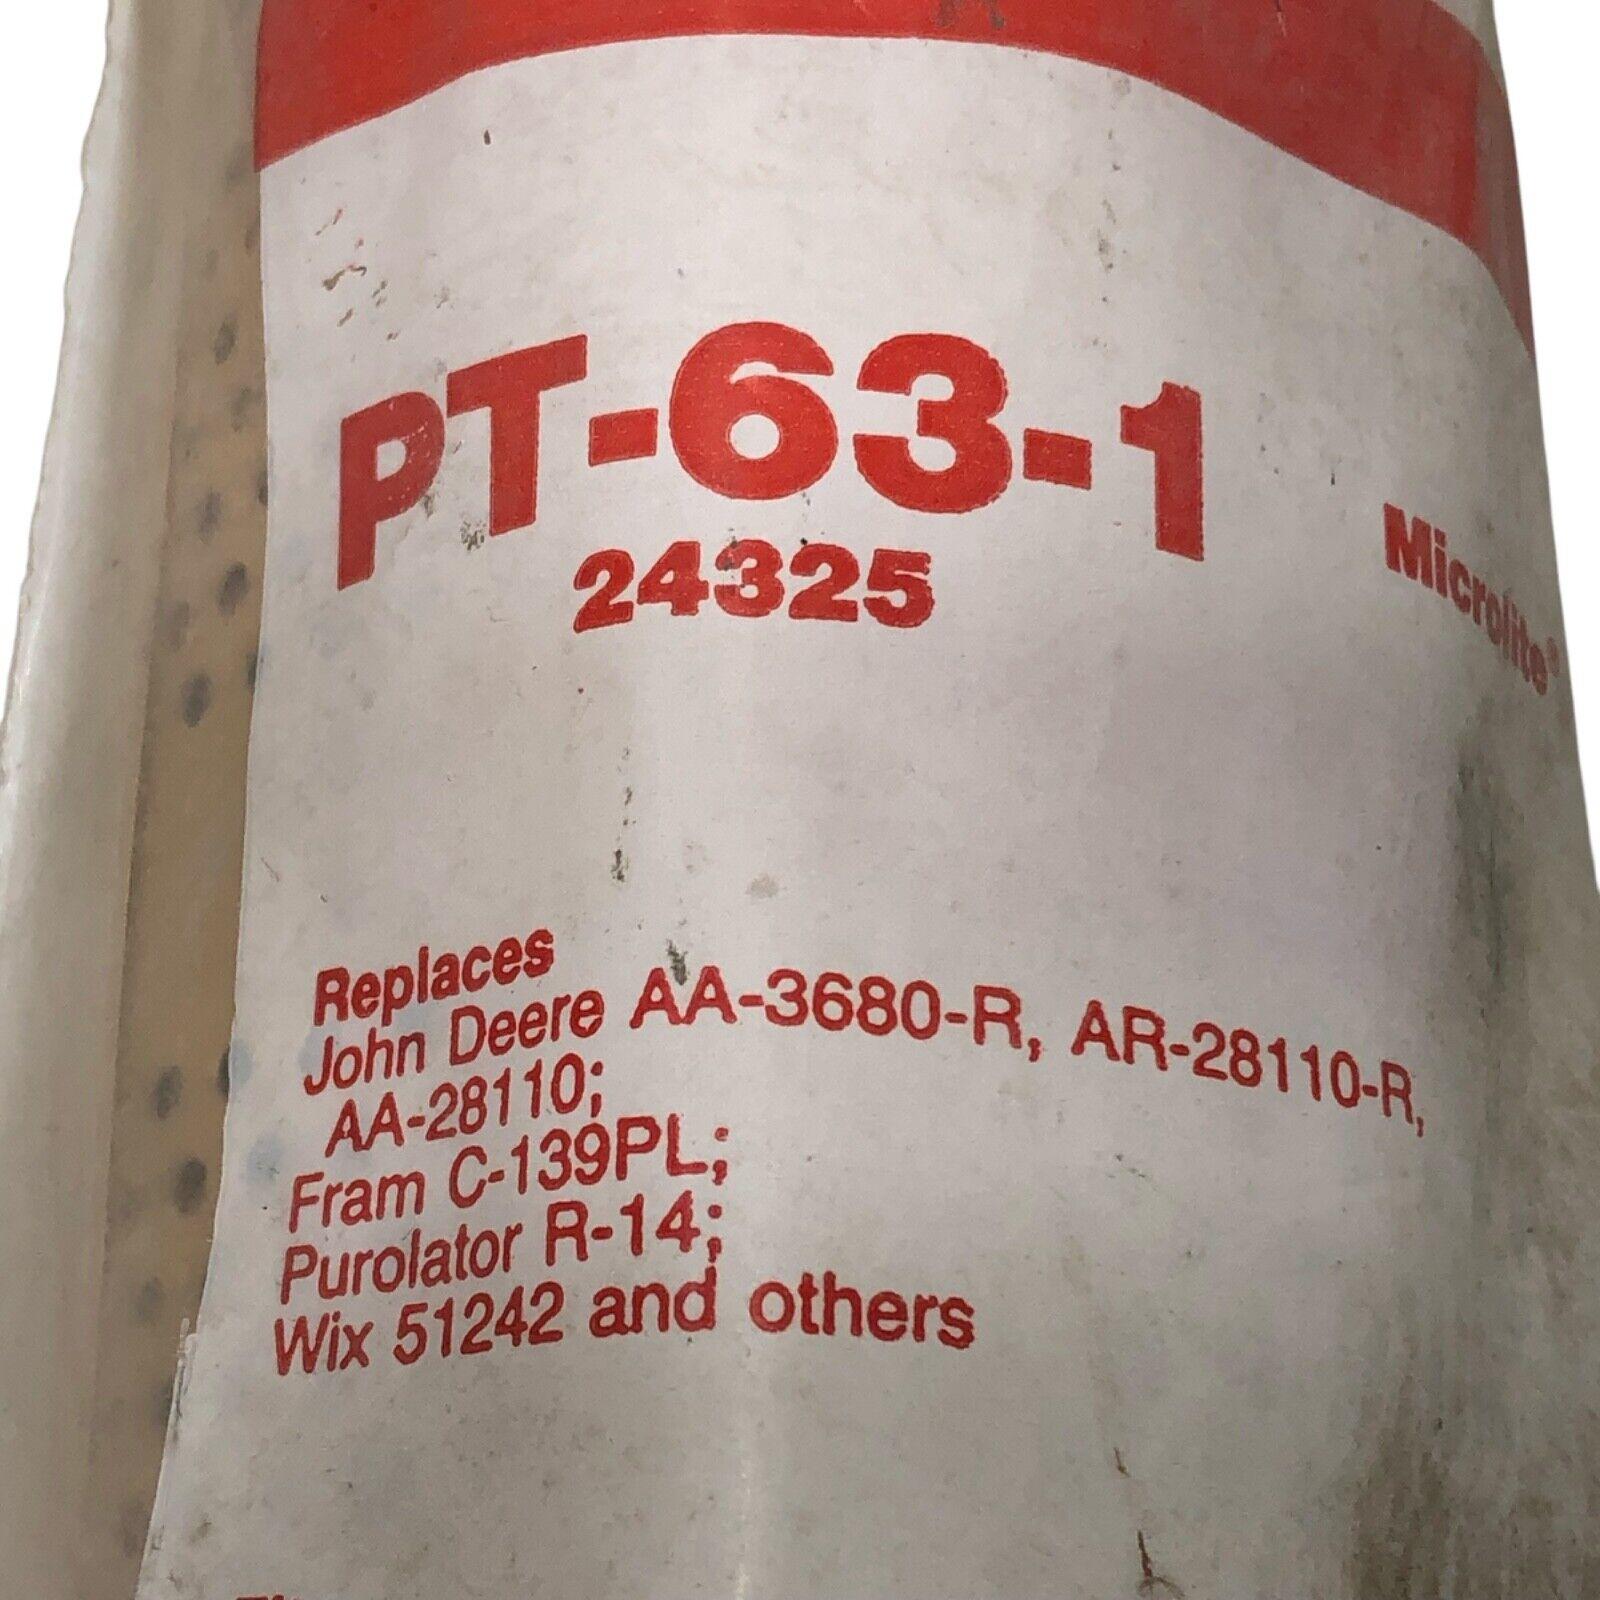 PT-63-1
24325
Microlite®
Replaces
John Deere AA-3680-R, AR-28110-R,
AA-28110;
Fram C-139PL;
Purolator R-14;
Wix 51242 and others